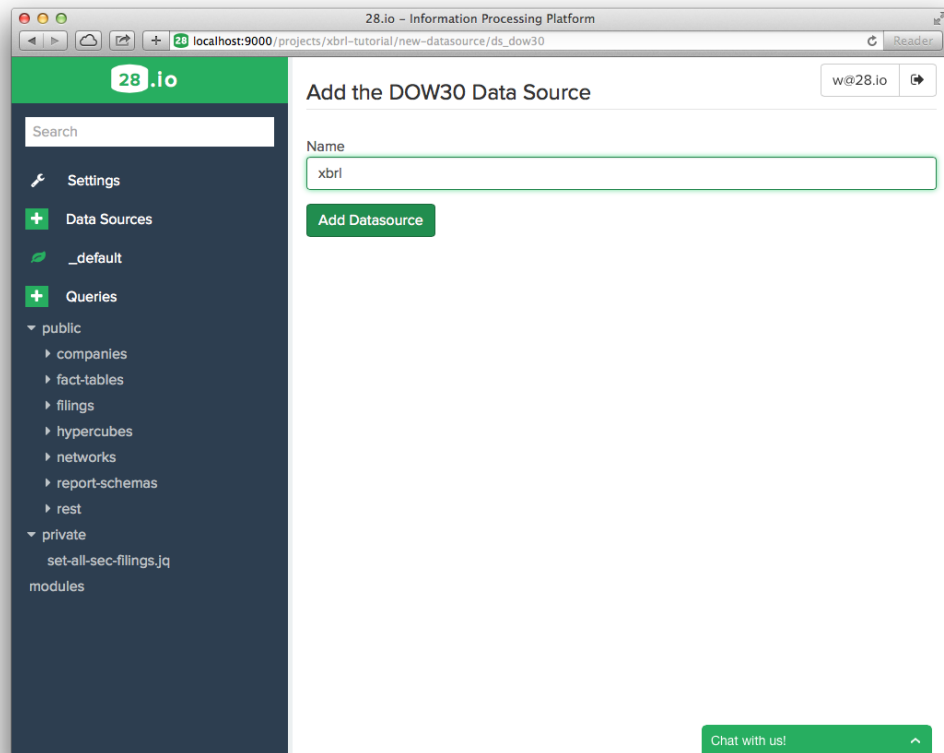 28.io – Information Processing Platform
28 localhost:9000/projects/xbrl-tutorial/new-datasource/ds_dow30
Reader
28.io
Search
Settings
Data Sources
_default
Queries
public
companies
fact-tables
filings
hypercubes
networks
report-schemas
rest
private
set-all-sec-filings.jq
modules
w@28.io
Add the DOW30 Data Source
Name
xbrl
Add Datasource
Chat with us!